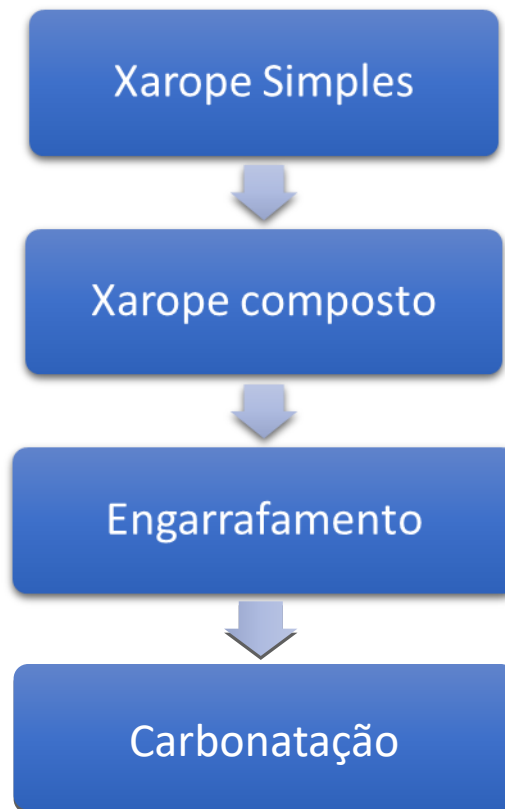 Xarope Simples
Xarope composto
Engarrafamento
Carbonatação